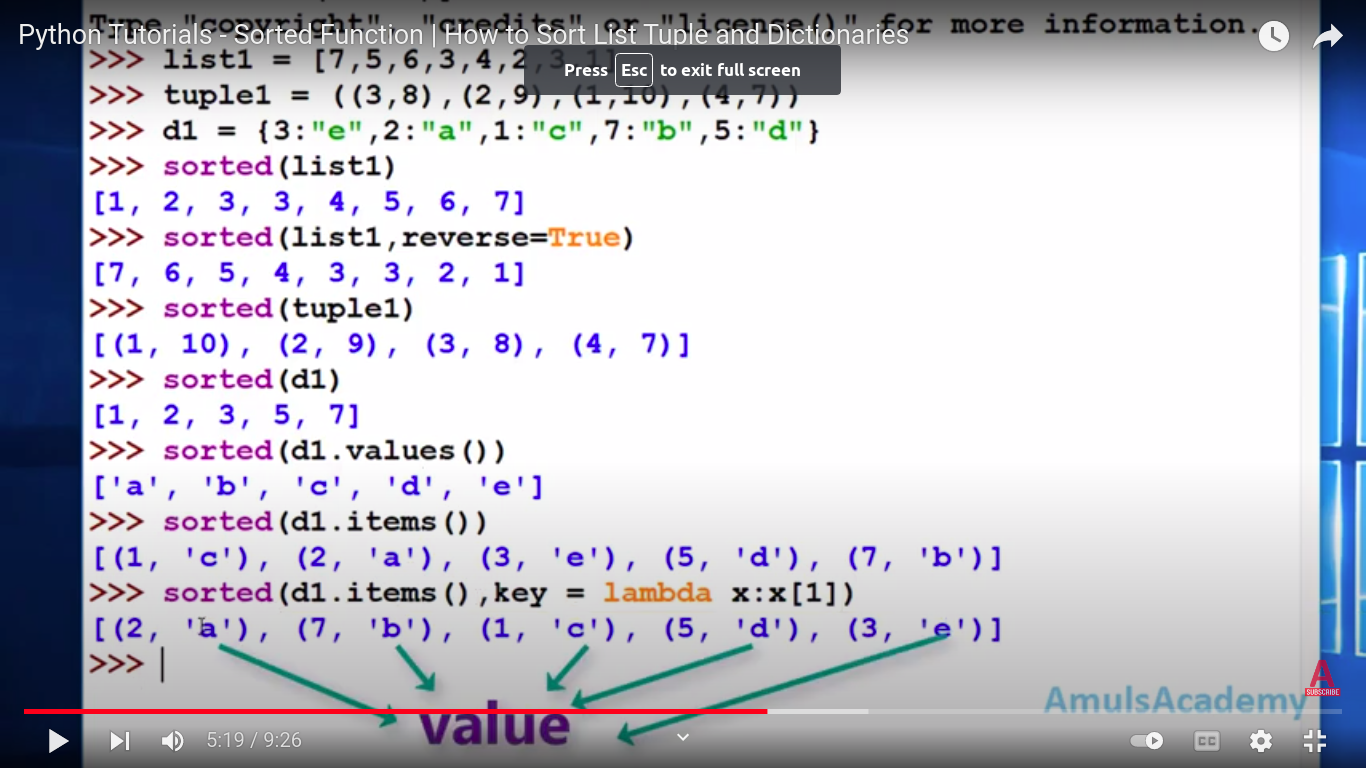 Type "copyright", "credits" or "license()" for more information.
Python Tutorials - Sorted Function | How to Sort List Tuple and Dictionaries
>>> list1 = [7,5,6,3,4,2,3,1]
Press Esc to exit full screen
>>> tuple1 = ((3,8),(2,9),(1,10),(4,7))
>>> d1 = {3:"e",2:"a",1:"c",7:"b",5:"d"}
>>> sorted(list1)
[1, 2, 3, 3, 4, 5, 6, 7]
>>> sorted(list1,reverse=True)
[7, 6, 5, 4, 3, 3, 2, 1]
>>> sorted(tuple1)
[(1, 10), (2, 9), (3, 8), (4, 7)]
>>> sorted(d1)
[1, 2, 3, 5, 7]
>>> sorted(d1.values())
['a', 'b', 'c', 'd', 'e']
>>> sorted(d1.items())
[(1, 'c'), (2, 'a'), (3, 'e'), (5, 'd'), (7, 'b')]
>>> sorted(d1.items(),key = lambda x:x[1])
[(2, 'a'), (7, 'b'), (1, 'c'), (5, 'd'), (3, 'e')]
>>>
A
SUBSCRIBE
AmulsAcademy
value
5:19 / 9:26
CC